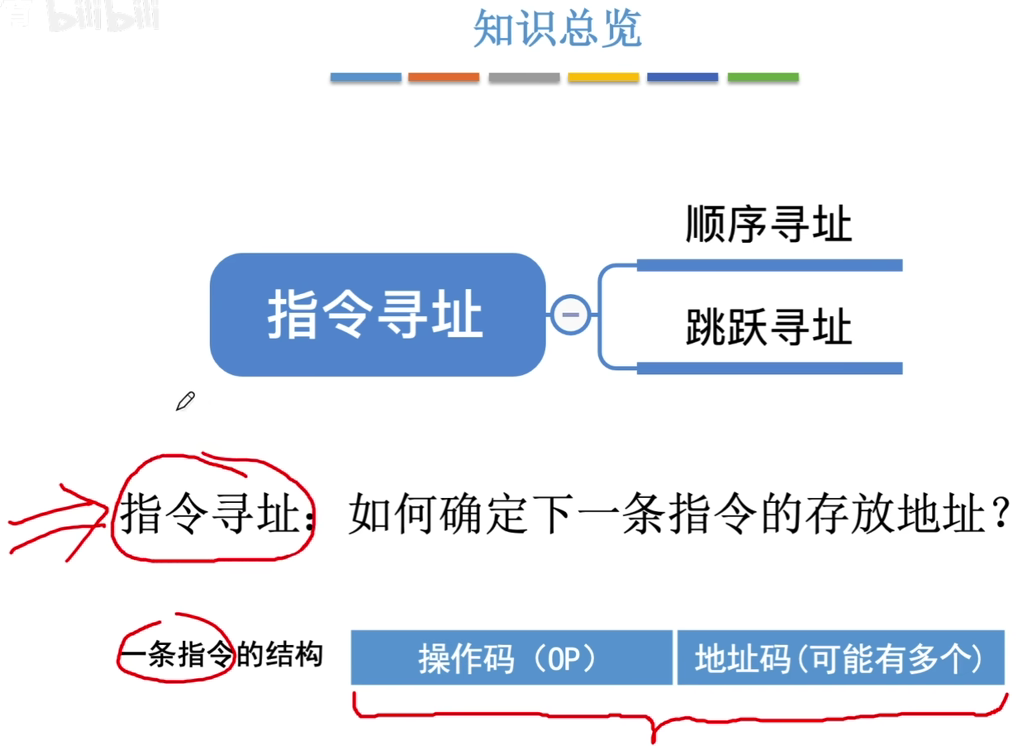 bilibili
知识总览
顺序寻址
指令寻址
跳跃寻址
指令寻址: 如何确定下一条指令的存放地址?
一条指令的结构 操作码（OP） 地址码(可能有多个)